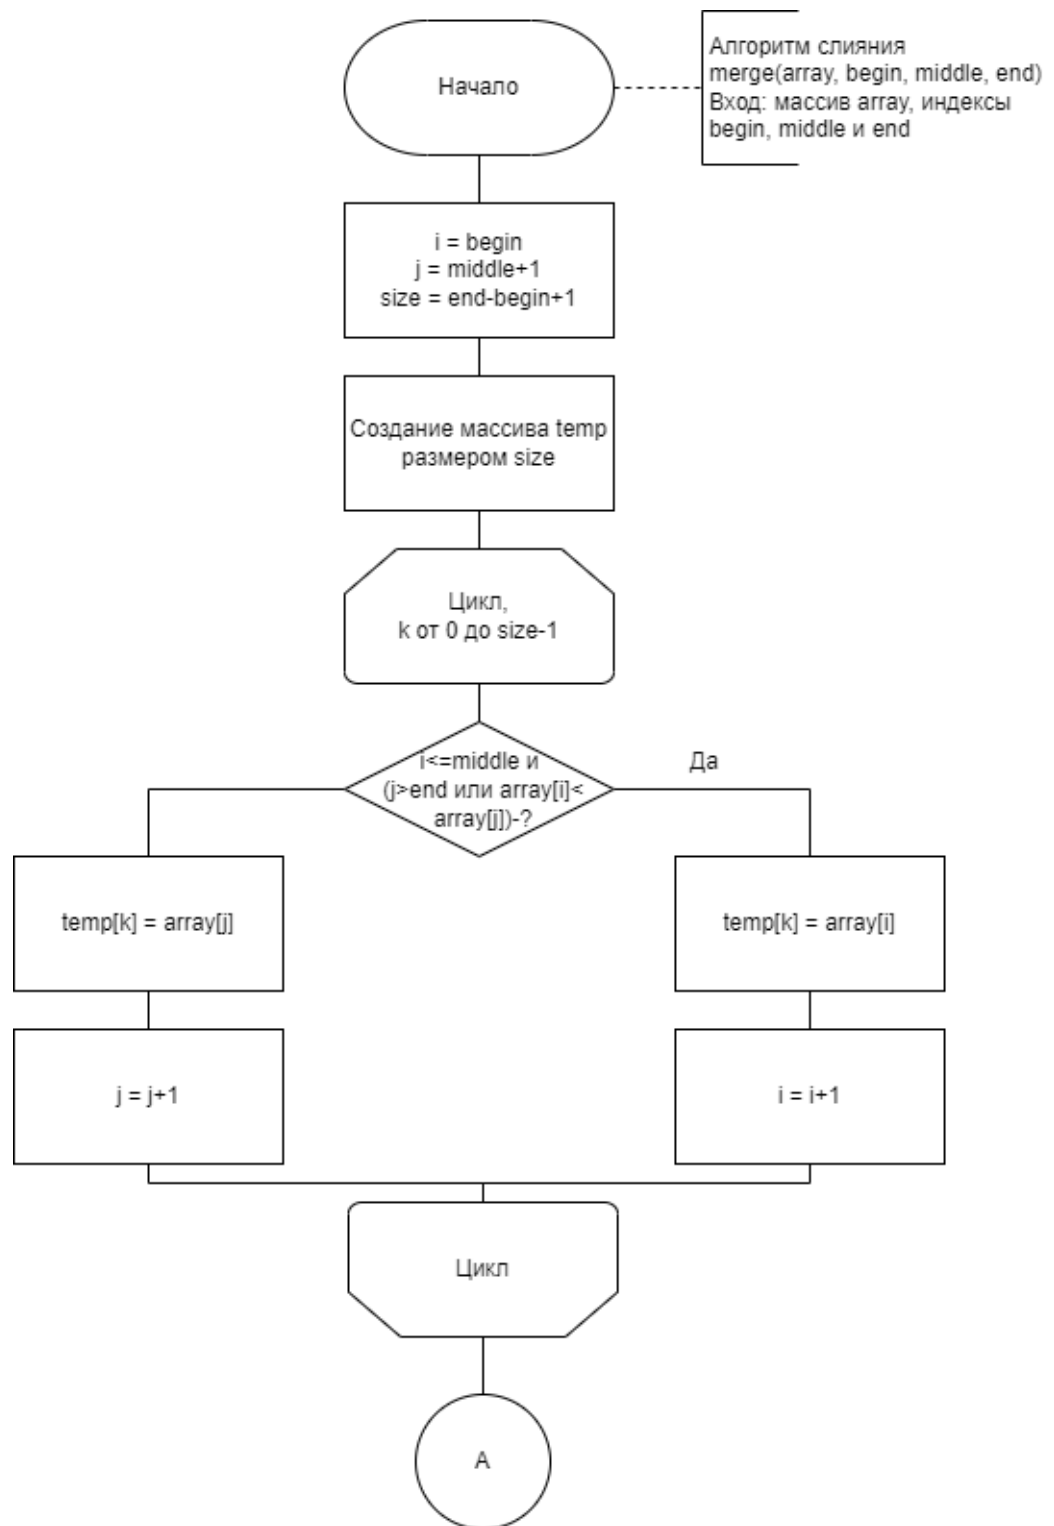 Начало
Алгоритм слияния
merge(array, begin, middle, end)
Вход: массив array, индексы
begin, middle и end
i = begin
j = middle+1
size = end-begin+1
Создание массива temp
размером size
Цикл,
k от 0 до size-1
i<=middle и
(j>end или array[i]<
array[j])-?
Да
temp[k] = array[j]
temp[k] = array[i]
j = j+1
i = i+1
Цикл
A